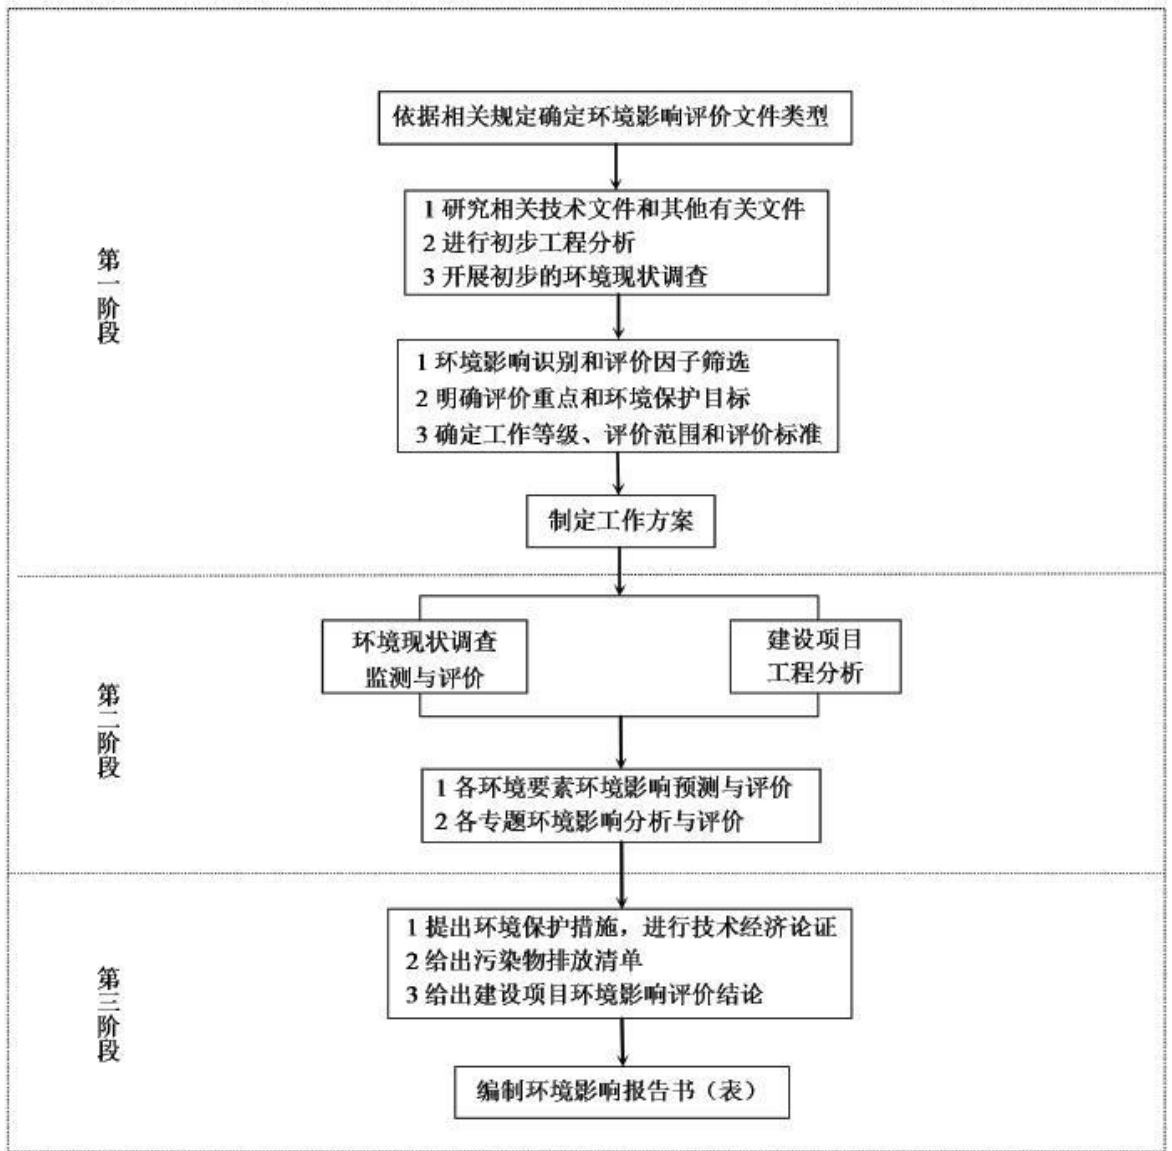 依据相关规定确定环境影响评价文件类型
1 研究相关技术文件和其他有关文件
2 进行初步工程分析
3 开展初步的环境现状调查
第一阶段
1 环境影响识别和评价因子筛选
2 明确评价重点和环境保护目标
3 确定工作等级、评价范围和评价标准
制定工作方案
环境现状调查
监测与评价
建设项目
工程分析
第二阶段
1 各环境要素环境影响预测与评价
2 各专题环境影响分析与评价
1 提出环境保护措施，进行技术经济论证
2 给出污染物排放清单
3 给出建设项目环境影响评价结论
第三阶段
编制环境影响报告书（表）